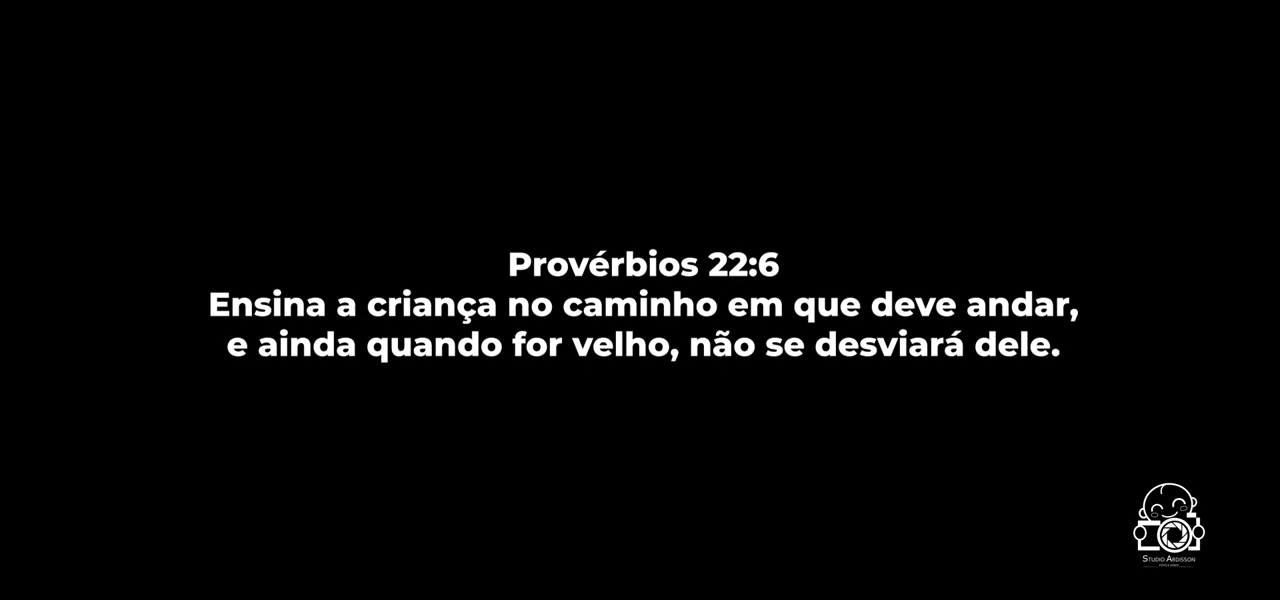 Provérbios 22:6
Ensina a criança no caminho em que deve andar,
e ainda quando for velho, não se desviará dele.
STUDIO ARDISSON